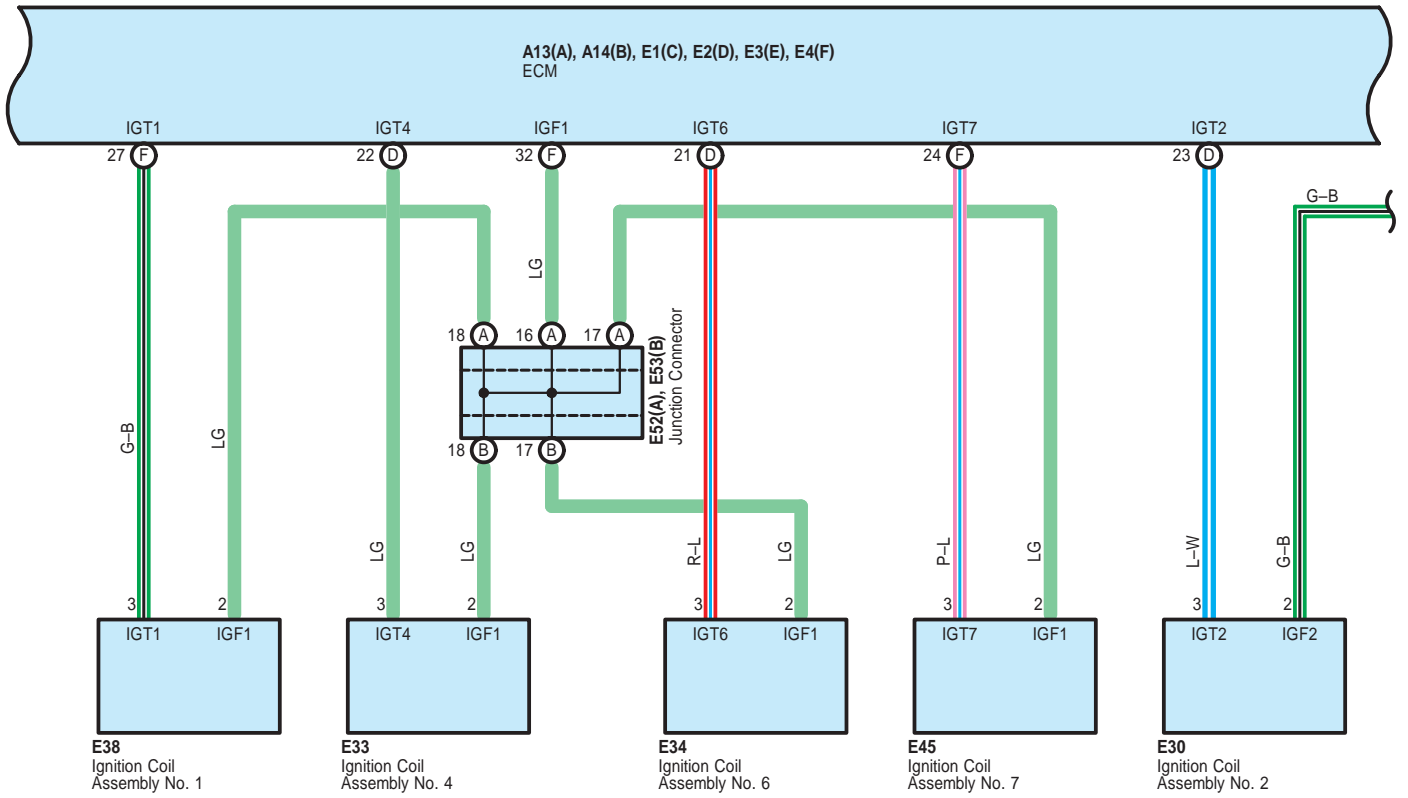 A13(A), A14(B), E1(C), E2(D), E3(E), E4(F)
ECM
IGT1 IGT4 IGF1 IGT6 IGT7 IGT2
27 F 22 D 32 F 21 D 24 F 23 D
G–B
LG
18 A 16 A 17 A
E52(A), E53(B)
Junction Connector
18 B 17 B
G–B LG LG LG R–L LG P–L LG L–W G–B
3 2 3 2 3 2 3 2 3 2
IGT1 IGF1 IGT4 IGF1 IGT6 IGF1 IGT7 IGF1 IGT2 IGF2
E38
Ignition Coil
Assembly No. 1
E33
Ignition Coil
Assembly No. 4
E34
Ignition Coil
Assembly No. 6
E45
Ignition Coil
Assembly No. 7
E30
Ignition Coil
Assembly No. 2